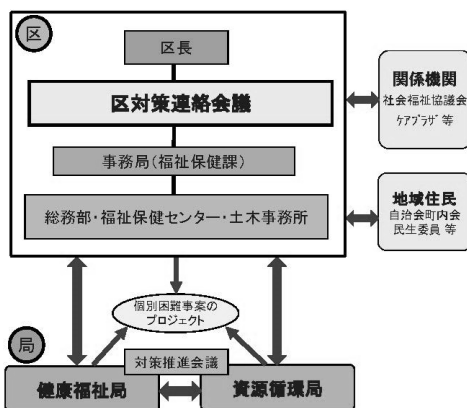 区
区長
区対策連絡会議
事務局(福祉保健課)
総務部・福祉保健センター・土木事務所
関係機関
社会福祉協議会
ケアプラザ 等
地域住民
自治会町内会
民生委員 等
個別困難事案の
プロジェクト
局
対策推進会議
健康福祉局
資源循環局